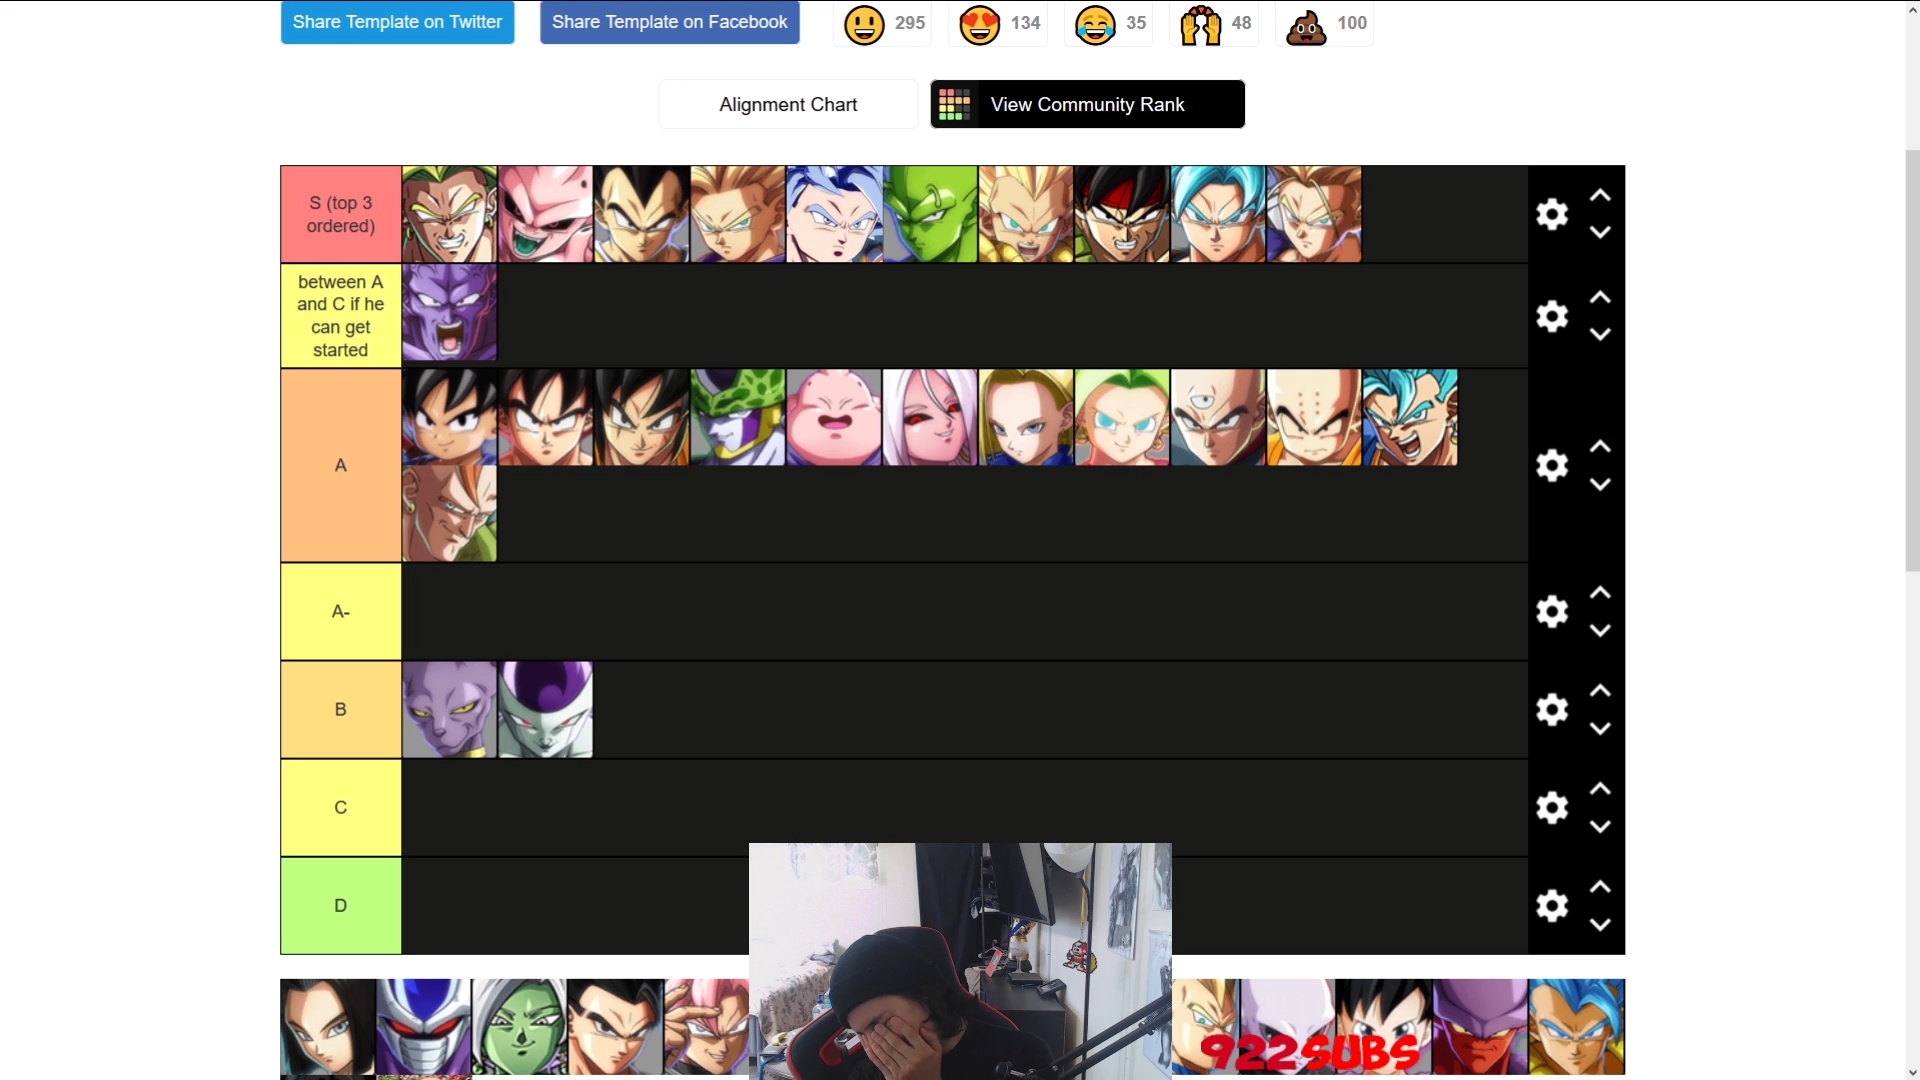 Share Template on Twitter
Share Template on Facebook
295
134
35
48
100
Alignment Chart
View Community Rank
S (top 3
ordered)
between A
and C if he
can get
started
A
A-
B
C
D
922SUBS